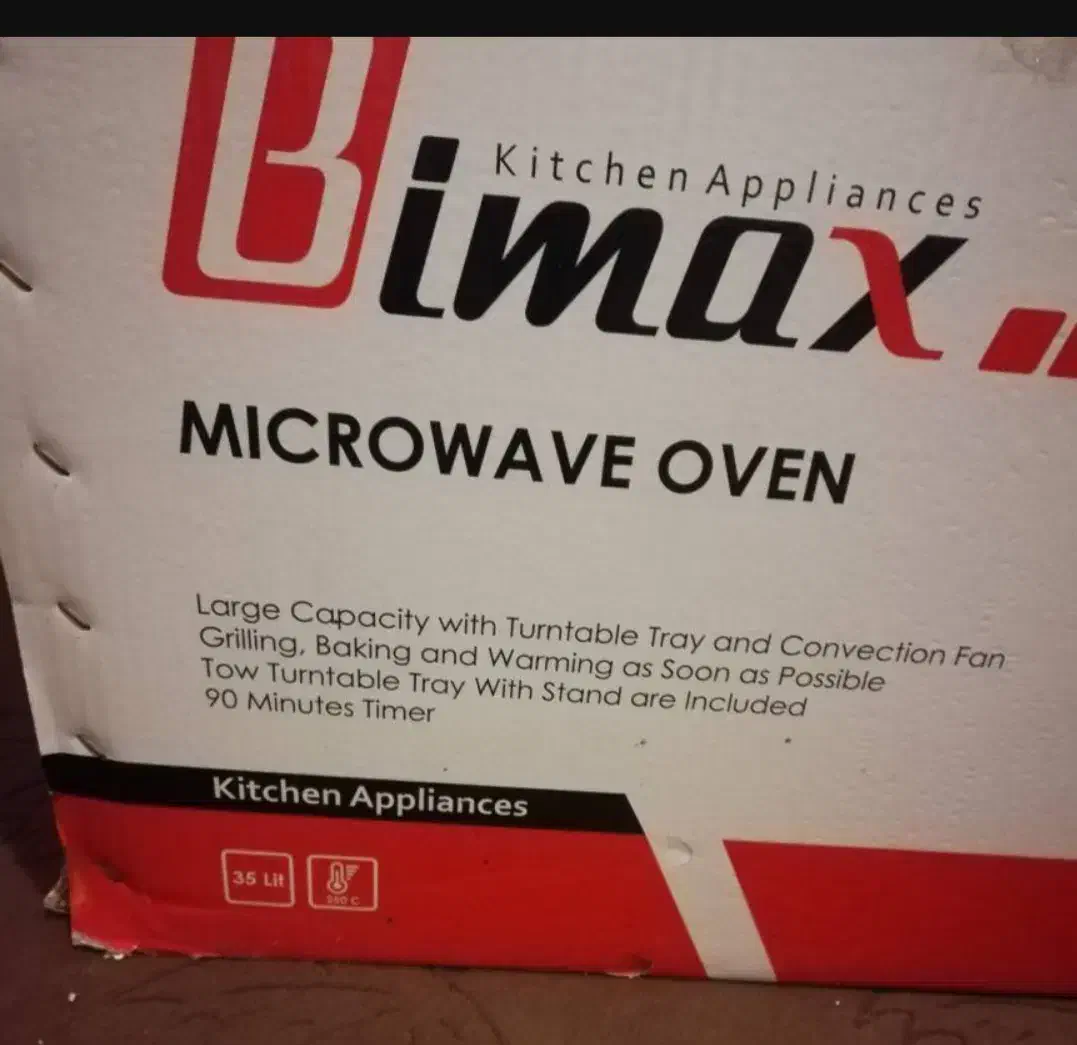 Bimax
Kitchen Appliances
MICROWAVE OVEN
Large Capacity with Turntable Tray and Convection Fan
Grilling, Baking and Warming as Soon as Possible
Tow Turntable Tray With Stand are Included
90 Minutes Timer
Kitchen Appliances
35 Lit